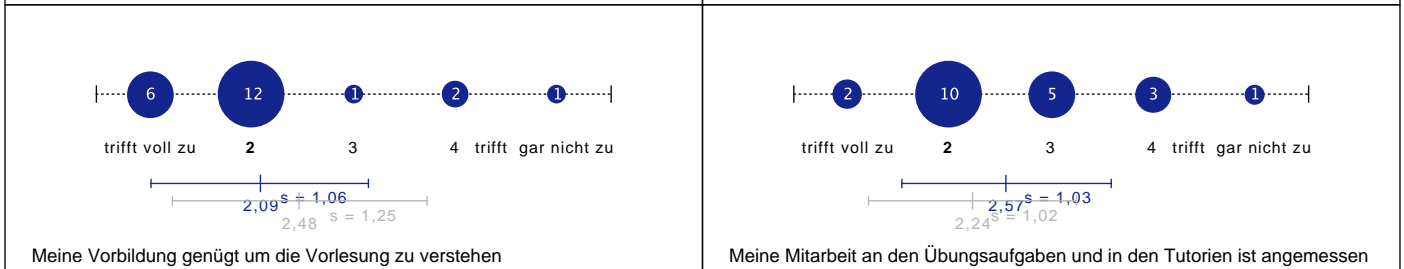 6 12 1 2 1
trifft voll zu 2 3 4 trifft gar nicht zu
s = 1,06
2,09
s = 1,25
2,48
Meine Vorbildung genügt um die Vorlesung zu verstehen
2 10 5 3 1
trifft voll zu 2 3 4 trifft gar nicht zu
s = 1,03
2,57
s = 1,02
2,24
Meine Mitarbeit an den Übungsaufgaben und in den Tutorien ist angemessen